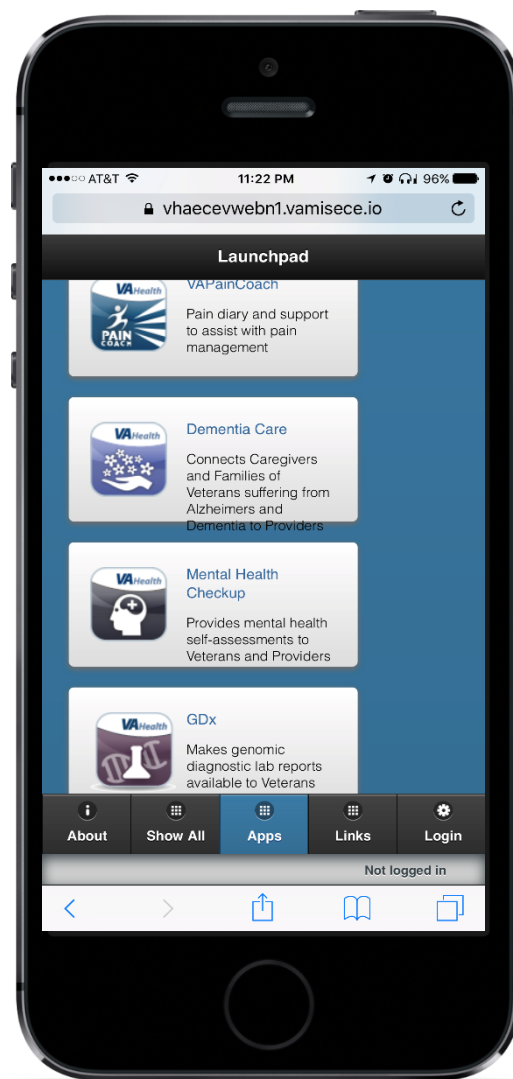 AT&T 11:22 PM 96%
vhaecevwebn1.vamisece.io
Launchpad
VAHealth
PAIN
COACH
VAPainCoach
Pain diary and support
to assist with pain
management
VAHealth
Dementia Care
Connects Caregivers
and Families of
Veterans suffering from
Alzheimers and
Dementia to Providers
VAHealth
Mental Health
Checkup
Provides mental health
self-assessments to
Veterans and Providers
VAHealth
GDx
Makes genomic
diagnostic lab reports
available to Veterans
About Show All Apps Links Login
Not logged in